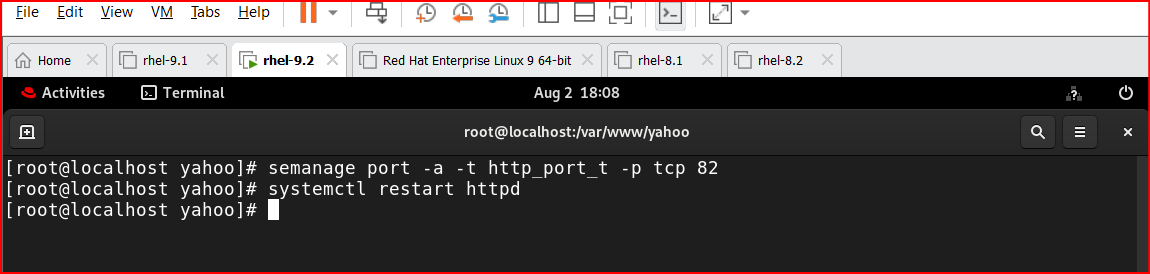 File Edit View VM Tabs Help
Home rhel-9.1 rhel-9.2 Red Hat Enterprise Linux 9 64-bit rhel-8.1 rhel-8.2
Activities Terminal Aug 2 18:08
root@localhost:/var/www/yahoo
[root@localhost yahoo]# semanage port -a -t http_port_t -p tcp 82
[root@localhost yahoo]# systemctl restart httpd
[root@localhost yahoo]#